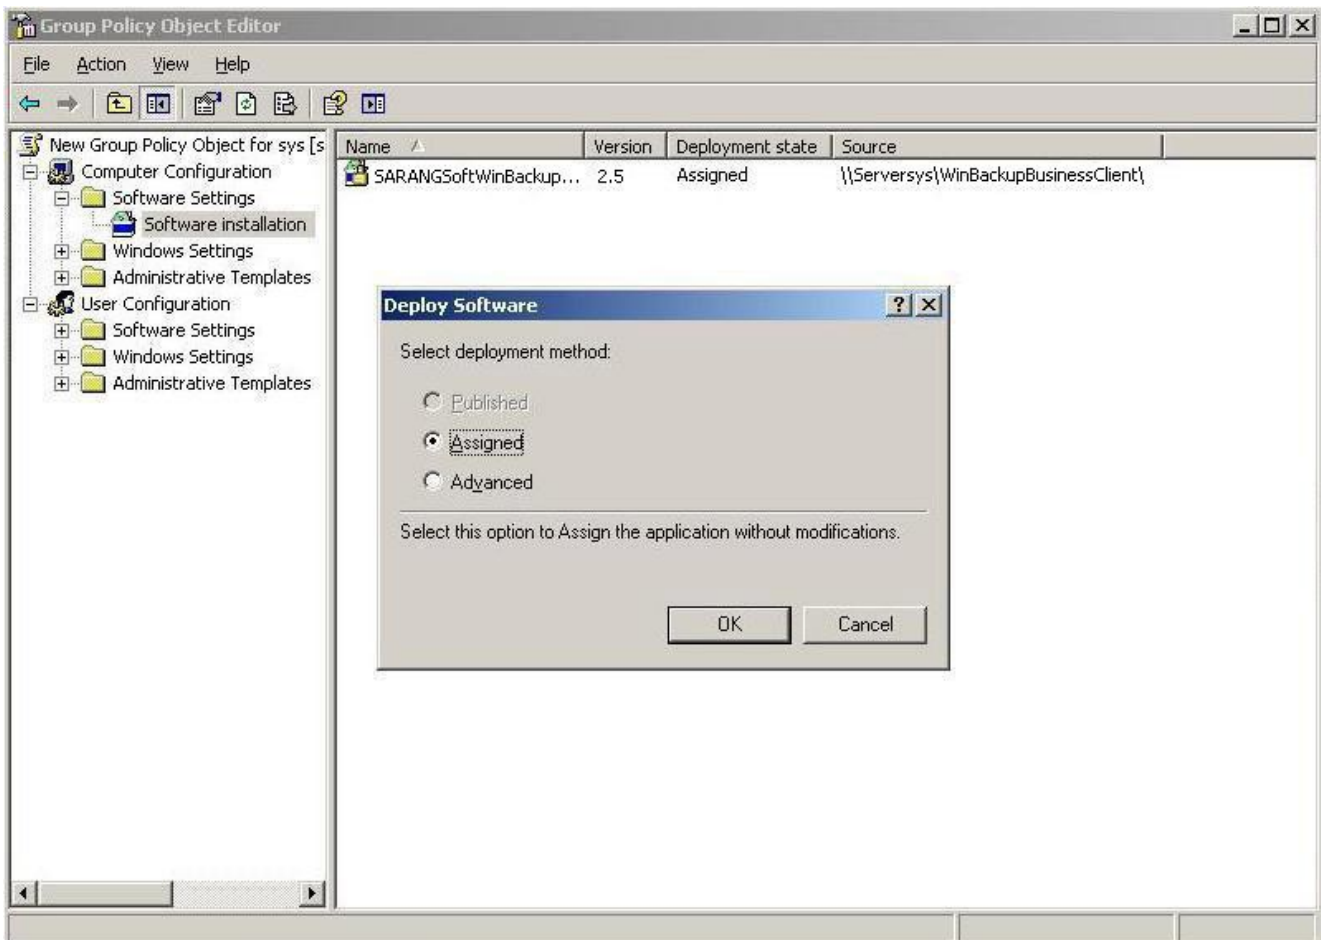 Group Policy Object Editor
File Action View Help
New Group Policy Object for sys [s
Computer Configuration
Software Settings
Software installation
Windows Settings
Administrative Templates
User Configuration
Software Settings
Windows Settings
Administrative Templates
Name Version Deployment state Source
SARANGSoftWinBackup... 2.5 Assigned \\Serversys\WinBackupBusinessClient\
Deploy Software
Select deployment method:
Published
Assigned
Advanced
Select this option to Assign the application without modifications.
OK Cancel